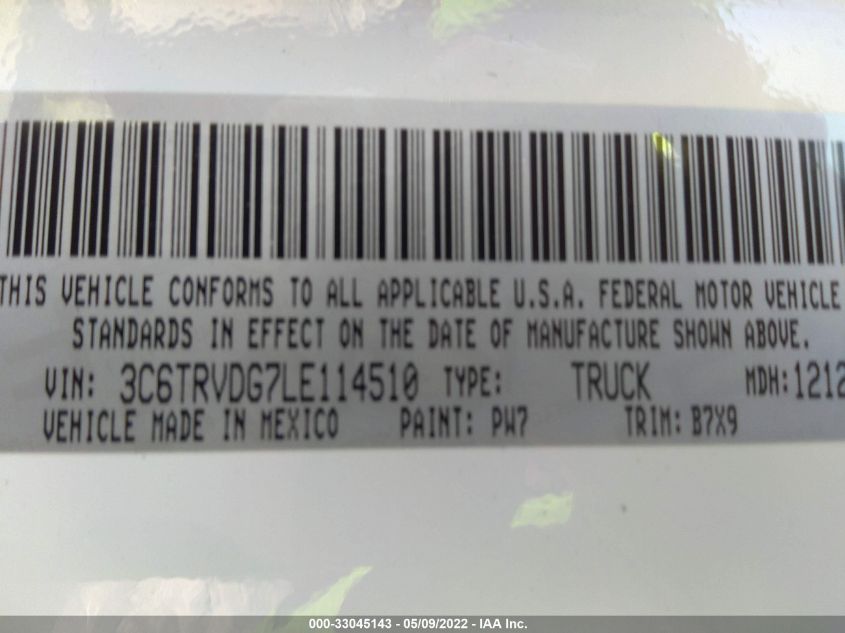 THIS VEHICLE CONFORMS TO ALL APPLICABLE U.S.A. FEDERAL MOTOR VEHICLE
STANDARDS IN EFFECT ON THE DATE OF MANUFACTURE SHOWN ABOVE.
VIN: 3C6TRVDG7LE114510 TYPE: TRUCK MDH:1212
VEHICLE MADE IN MEXICO PAINT: PW7 TRIM: B7X9
000-33045143 - 05/09/2022 - IAA Inc.